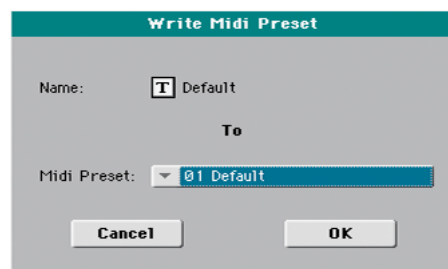 Write Midi Preset
Name: T Default
To
Midi Preset: 01 Default
Cancel OK